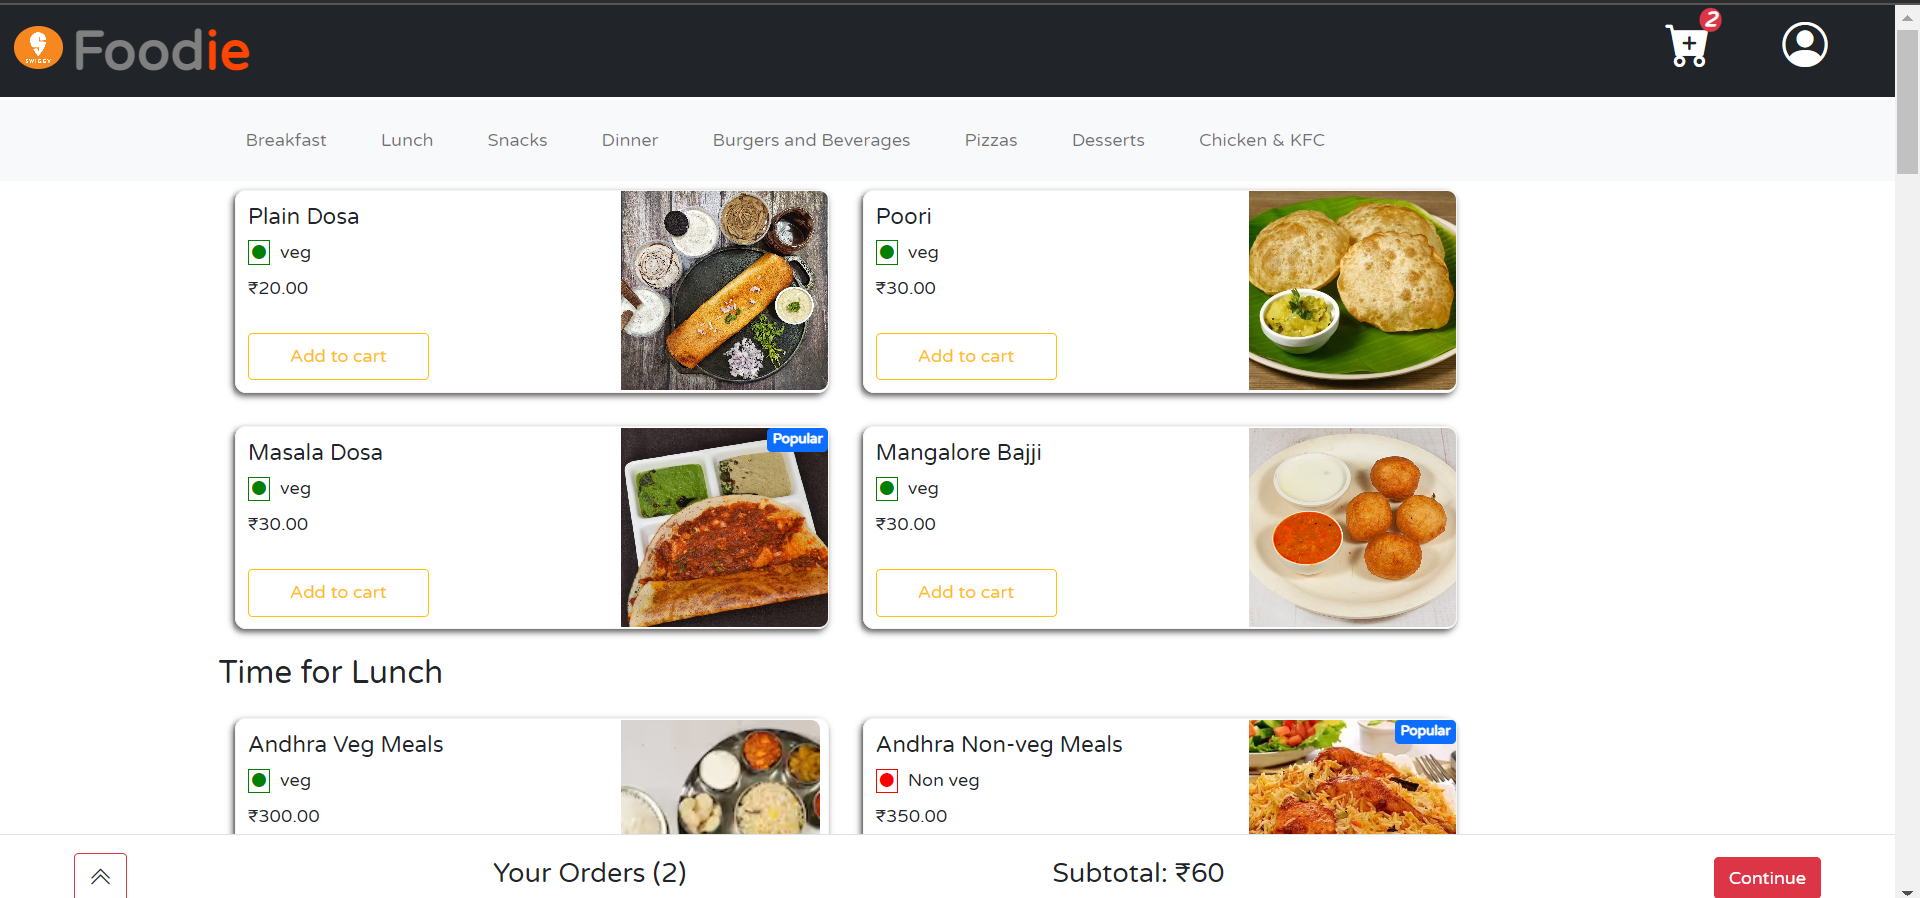 SWIGGY
Foodie
2
Breakfast Lunch Snacks Dinner Burgers and Beverages Pizzas Desserts Chicken & KFC
Plain Dosa
veg
₹20.00
Add to cart
Poori
veg
₹30.00
Add to cart
Masala Dosa
veg
₹30.00
Add to cart
Popular
Mangalore Bajji
veg
₹30.00
Add to cart
Time for Lunch
Andhra Veg Meals
veg
₹300.00
Andhra Non-veg Meals
Non veg
₹350.00
Popular
Your Orders (2)
Subtotal: ₹60
Continue